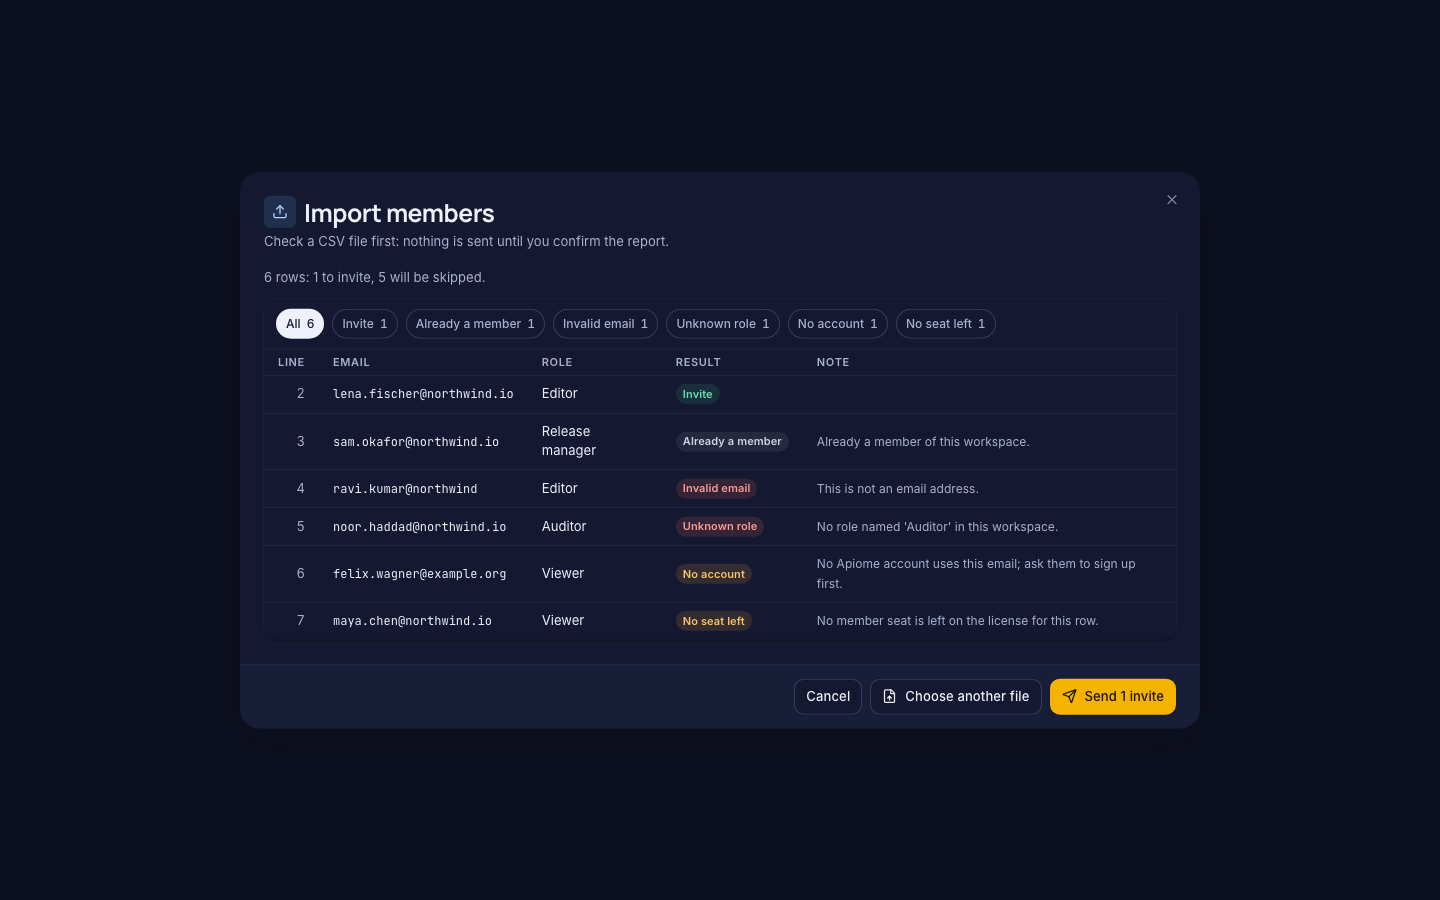 Import members
Check a CSV file first: nothing is sent until you confirm the report.
6 rows: 1 to invite, 5 will be skipped.
All 6 Invite 1 Already a member 1 Invalid email 1 Unknown role 1 No account 1 No seat left 1
LINE EMAIL ROLE RESULT NOTE
2 lena.fischer@northwind.io Editor Invite
3 sam.okafor@northwind.io Release manager Already a member Already a member of this workspace.
4 ravi.kumar@northwind Editor Invalid email This is not an email address.
5 noor.haddad@northwind.io Auditor Unknown role No role named 'Auditor' in this workspace.
6 felix.wagner@example.org Viewer No account No Apiome account uses this email; ask them to sign up first.
7 maya.chen@northwind.io Viewer No seat left No member seat is left on the license for this row.
Cancel Choose another file Send 1 invite